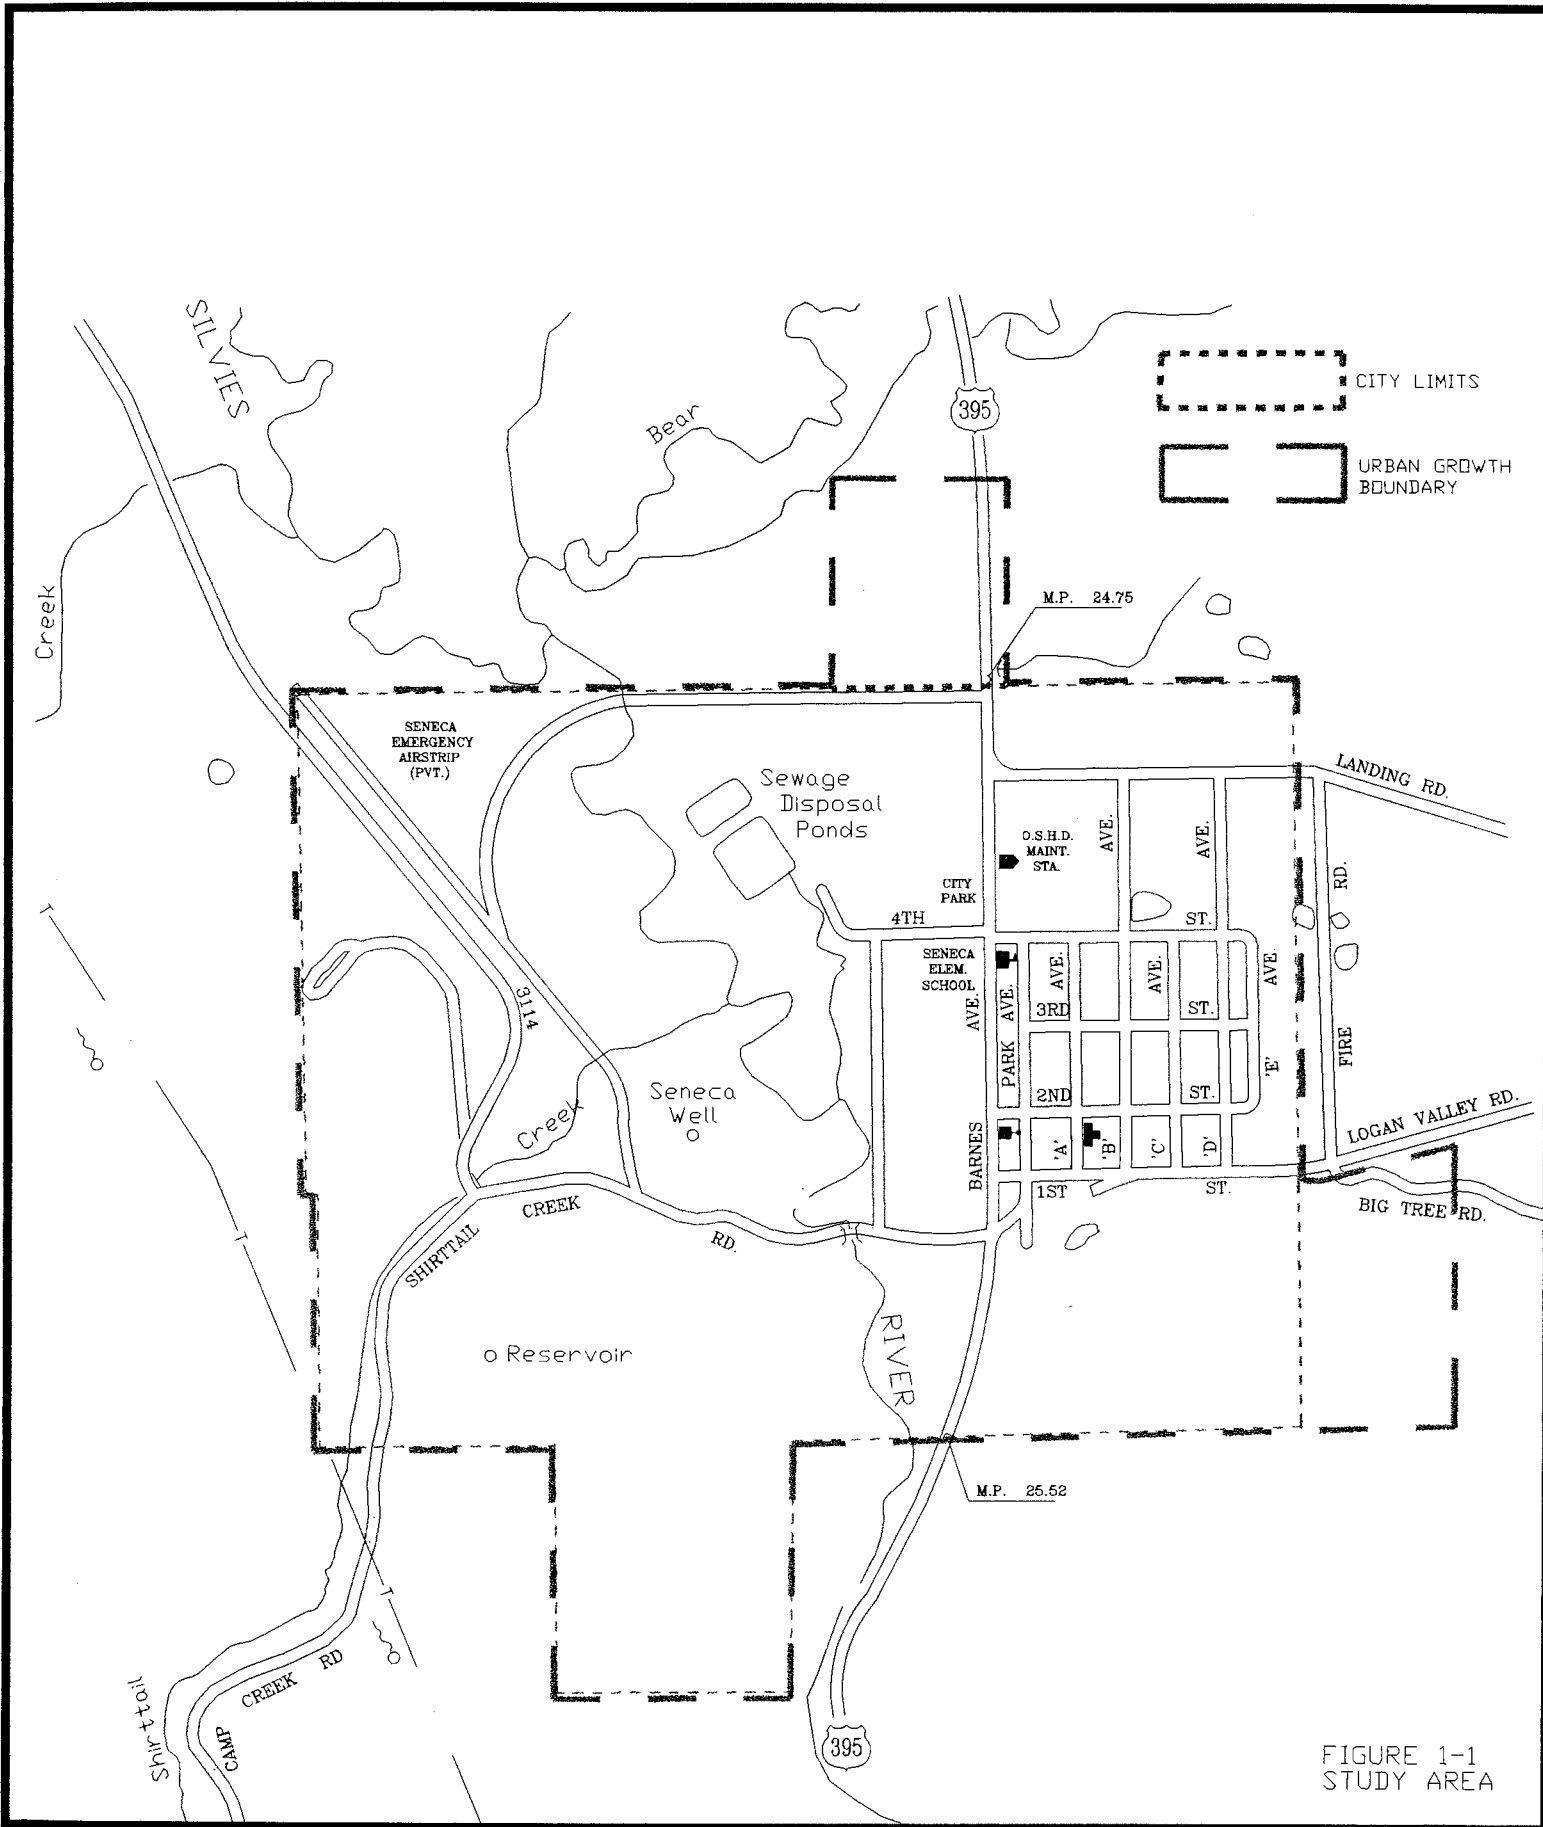 SILVIES
395
CITY LIMITS
Bear
URBAN GROWTH
BOUNDARY
Creek
M.P. 24.75
SENECA
EMERGENCY
AIRSTRIP
(PVT.)
LANDING RD.
Sewage
Disposal
Ponds
O.S.H.D.
MAINT.
STA.
AVE.
AVE.
RD.
CITY
PARK
4TH
ST.
SENECA
ELEM.
SCHOOL
AVE.
AVE.
AVE.
AVE.
AVE.
3114
3RD
ST.
PARK
FIRE
'E'
Seneca
Well
2ND
ST.
Creek
LOGAN VALLEY RD.
BARNES
'A'
'B'
'C'
'D'
1ST
ST.
CREEK
BIG TREE RD.
SHIRTTAIL
RD.
T
T
RIVER
Reservoir
M.P. 25.52
T
CREEK RD
Shirttail
CAMP
395
FIGURE 1-1
STUDY AREA